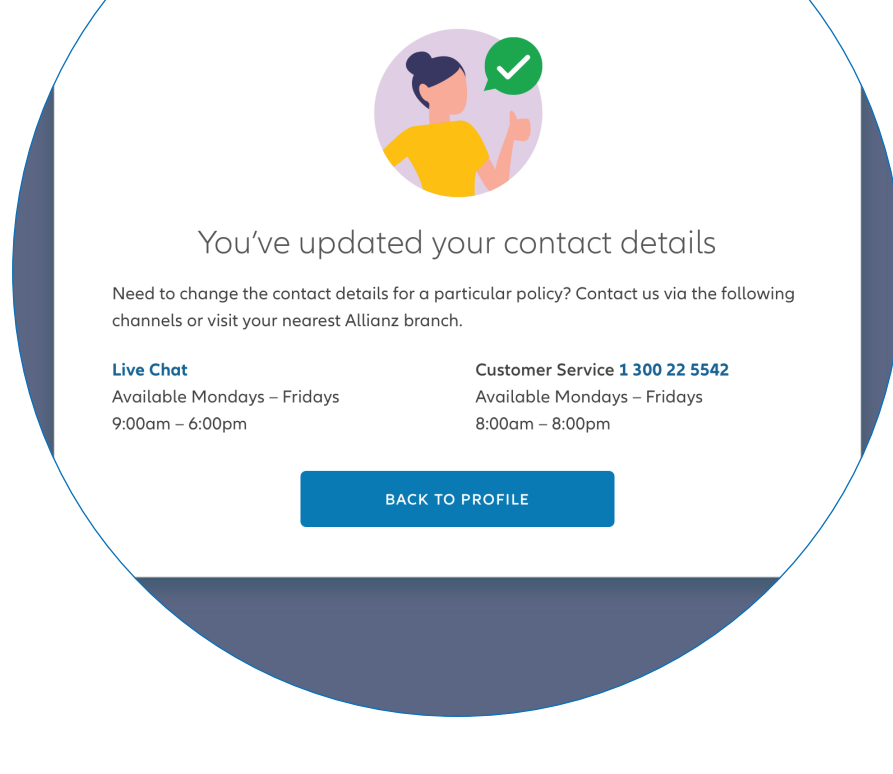 You've updated your contact details
Need to change the contact details for a particular policy? Contact us via the following
channels or visit your nearest Allianz branch.
Live Chat
Available Mondays – Fridays
9:00am – 6:00pm
Customer Service 1 300 22 5542
Available Mondays – Fridays
8:00am – 8:00pm
BACK TO PROFILE